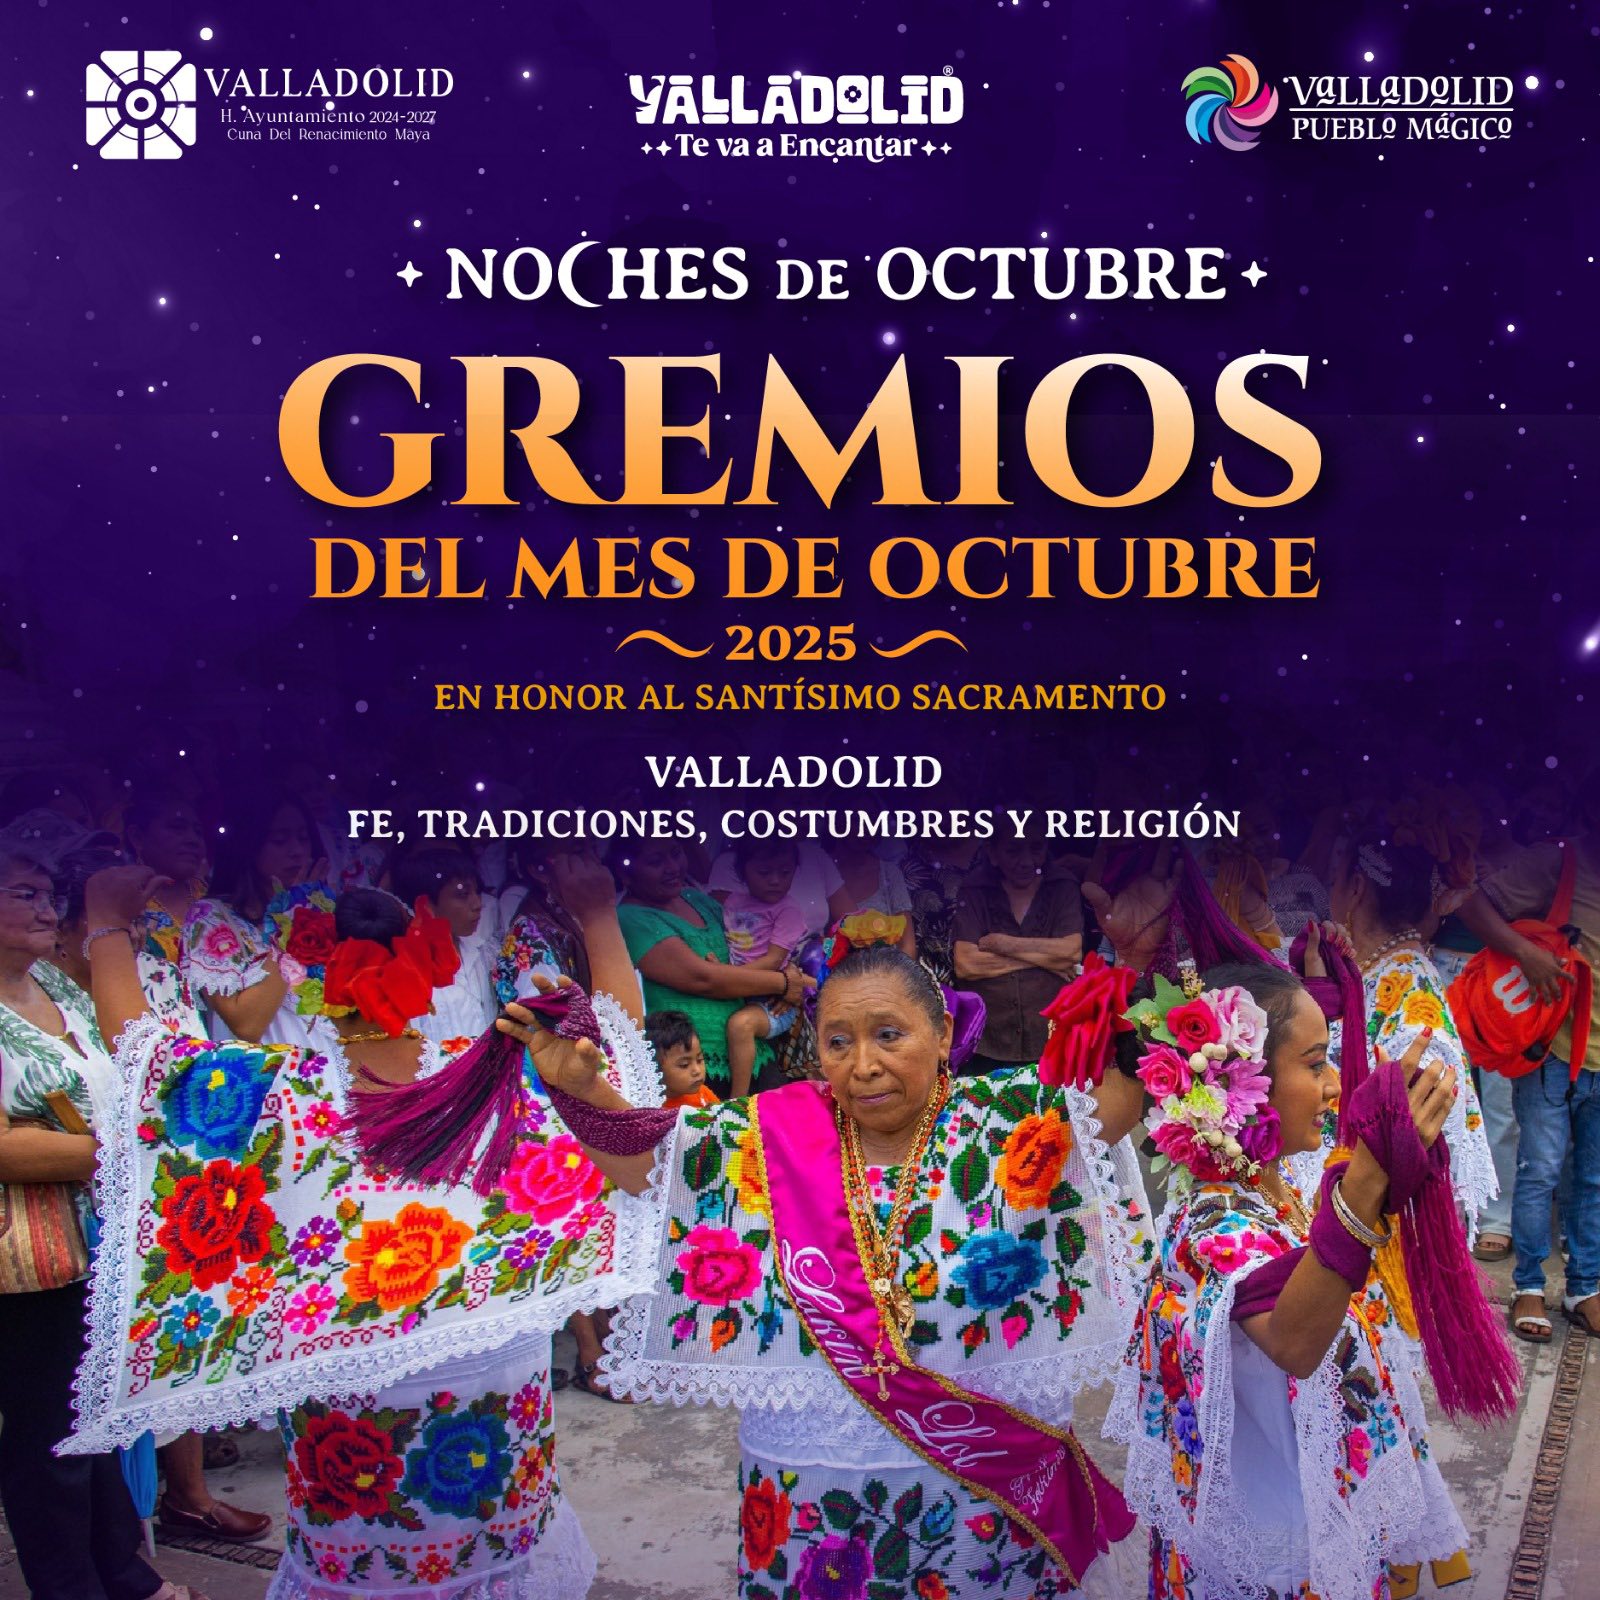 VALLADOLID
H. Ayuntamiento 2024-2027
Cuna Del Renacimiento Maya
VALLADOLID®
Te va a Encantar
VALLADOLID
PUEBLO MÁGICO
NOCHES DE OCTUBRE
GREMIOS
DEL MES DE OCTUBRE
2025
EN HONOR AL SANTÍSIMO SACRAMENTO
VALLADOLID
FE, TRADICIONES, COSTUMBRES Y RELIGIÓN
W